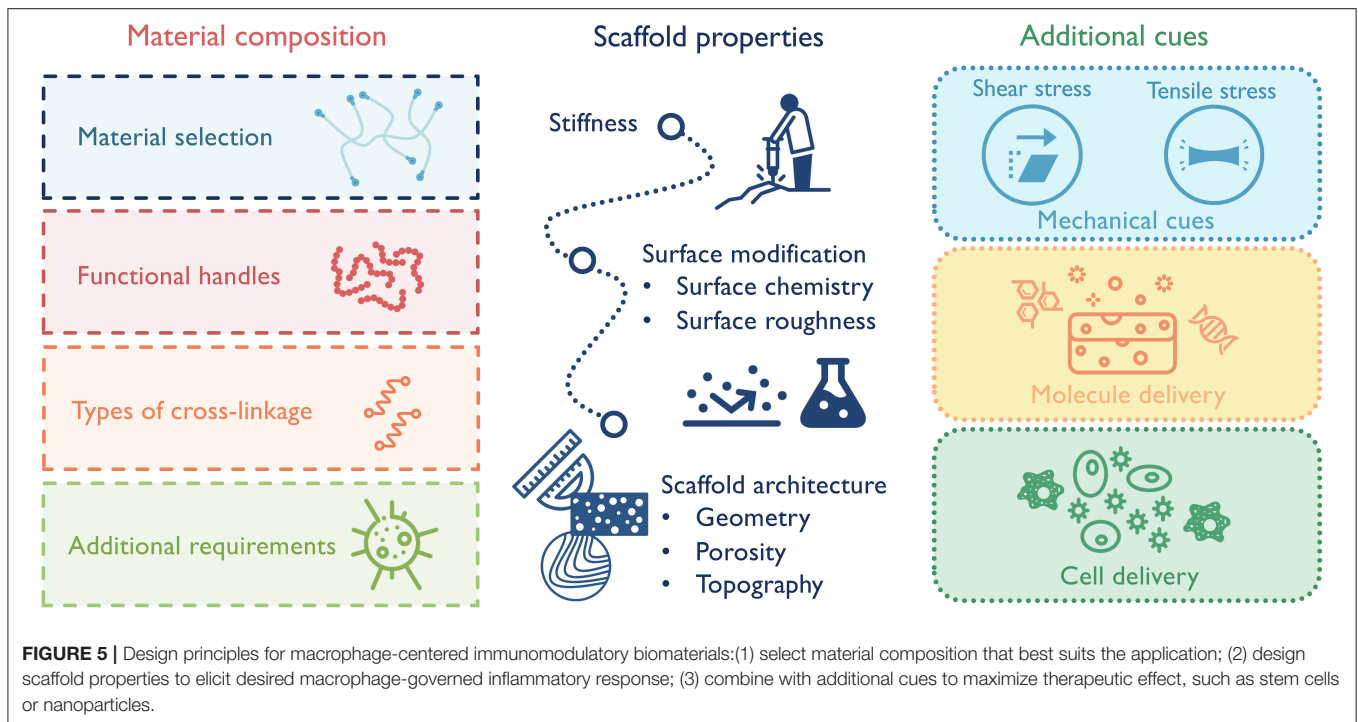 Material composition
Material selection
Functional handles
Types of cross-linkage
Additional requirements
Scaffold properties
Stiffness
Surface modification
• Surface chemistry
• Surface roughness
Scaffold architecture
• Geometry
• Porosity
• Topography
Additional cues
Shear stress
Tensile stress
Mechanical cues
Molecule delivery
Cell delivery
FIGURE 5 | Design principles for macrophage-centered immunomodulatory biomaterials:(1) select material composition that best suits the application; (2) design
scaffold properties to elicit desired macrophage-governed inflammatory response; (3) combine with additional cues to maximize therapeutic effect, such as stem cells
or nanoparticles.